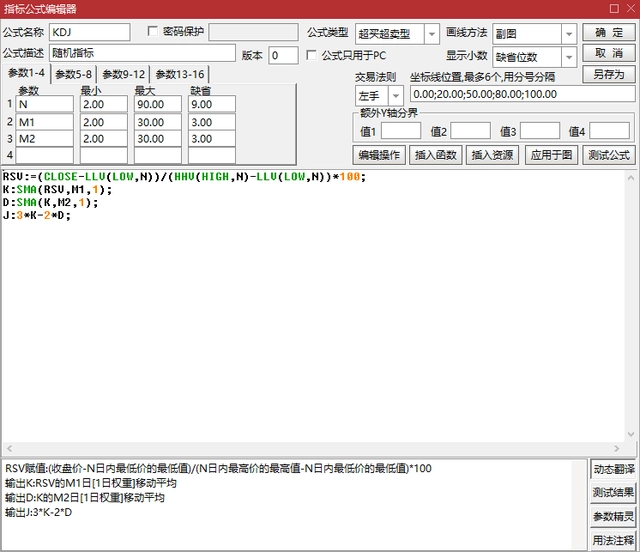 指标公式编辑器
公式名称 KDJ 密码保护 公式类型 超买超卖型 画线方法 副图 确 定
公式描述 随机指标 版本 0 公式只用于PC 显示小数 缺省位数 取 消
参数1-4 参数5-8 参数9-12 参数13-16 交易法则 坐标线位置,最多6个,用分号分隔 另存为
参数 最小 最大 缺省 左手 0.00;20.00;50.00;80.00;100.00
1 N 2.00 90.00 9.00 额外Y轴分界
2 M1 2.00 30.00 3.00 值1 值2 值3 值4
3 M2 2.00 30.00 3.00
4 编辑操作 插入函数 插入资源 应用于图 测试公式
RSV:=(CLOSE-LLV(LOW,N))/(HHV(HIGH,N)-LLV(LOW,N))*100;
K:SMA(RSV,M1,1);
D:SMA(K,M2,1);
J:3*K-2*D;
RSV赋值:(收盘价-N日内最低价的最低值)/(N日内最高价的最高值-N日内最低价的最低值)*100
输出K:RSV的M1日[1日权重]移动平均
输出D:K的M2日[1日权重]移动平均
输出J:3*K-2*D
动态翻译
测试结果
参数精灵
用法注释